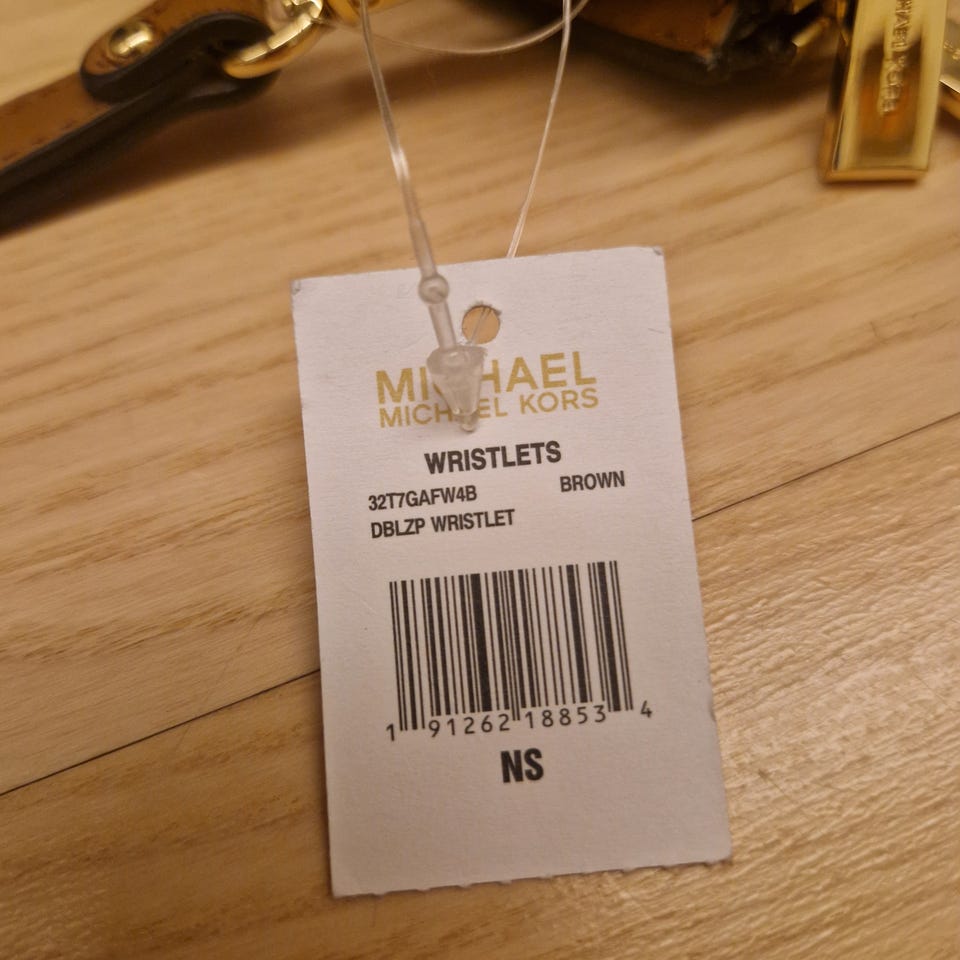 MICHAEL
MICHAEL KORS
WRISTLETS
32T7GAFW4B BROWN
DBLZP WRISTLET
1 91262 18853 4
NS